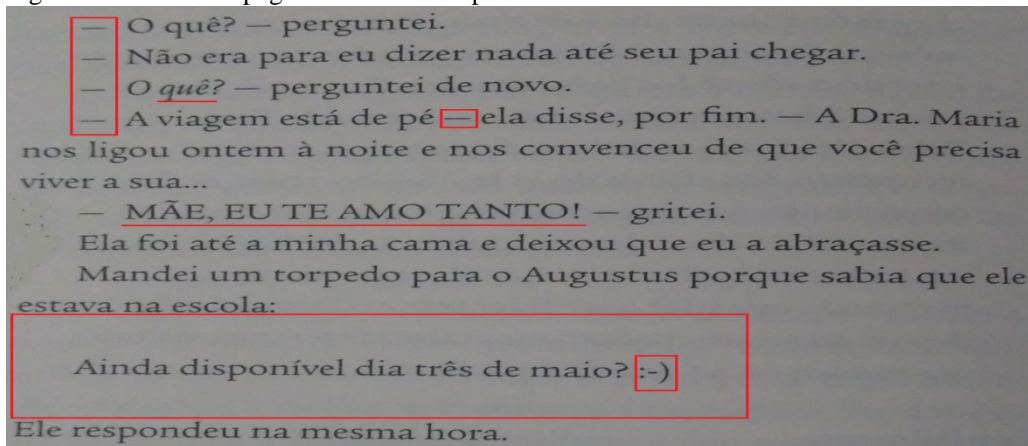 — O quê? — perguntei.
— Não era para eu dizer nada até seu pai chegar.
— O quê? — perguntei de novo.
— A viagem está de pé — ela disse, por fim. — A Dra. Maria
nos ligou ontem à noite e nos convenceu de que você precisa
viver a sua...
— MÃE, EU TE AMO TANTO! — gritei.
Ela foi até a minha cama e deixou que eu a abraçasse.
Mandei um torpedo para o Augustus porque sabia que ele
estava na escola:
Ainda disponível dia três de maio? :-)
Ele respondeu na mesma hora.